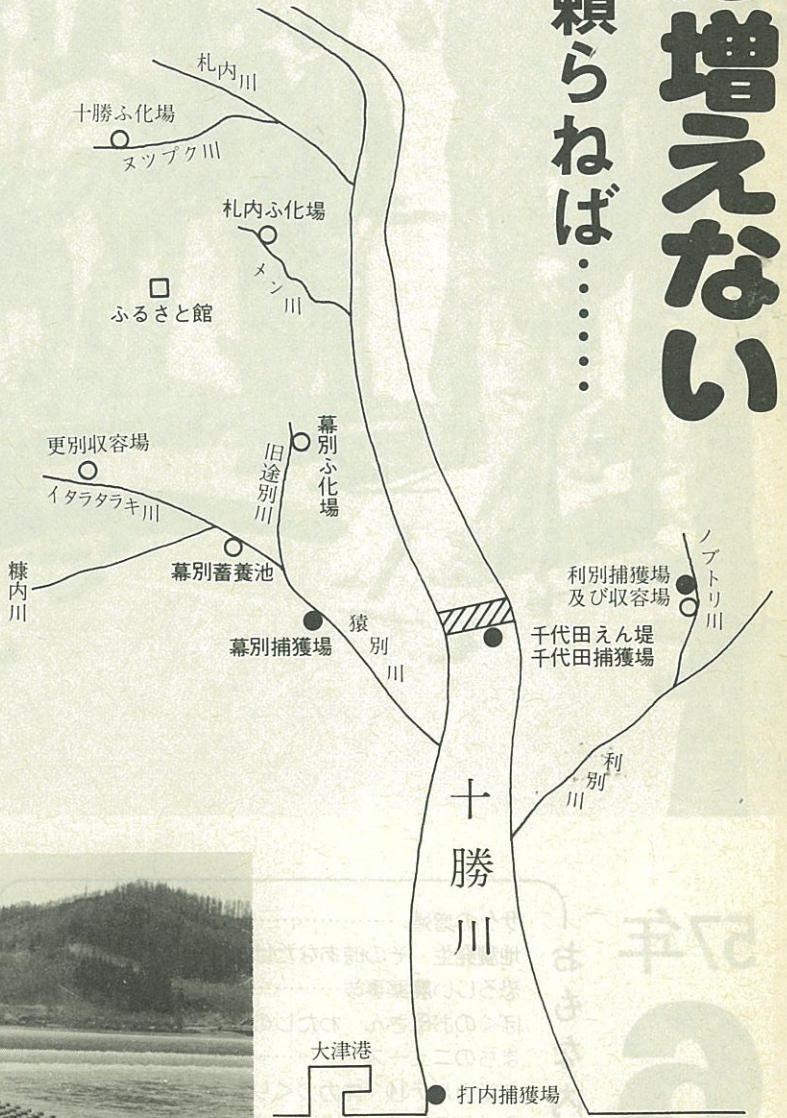 増えない
頼らねば……
札内川
十勝ふ化場
ヌツプク川
札内ふ化場
メン川
ふるさと館
更別収容場
イタラタラキ川
幕別ふ化場
旧途別川
糠内川
幕別畜養池
幕別捕獲場
猿別川
ノブトリ川
利別捕獲場
及び収容場
千代田えん堤
千代田捕獲場
利別川
十勝川
大津港
打内捕獲場